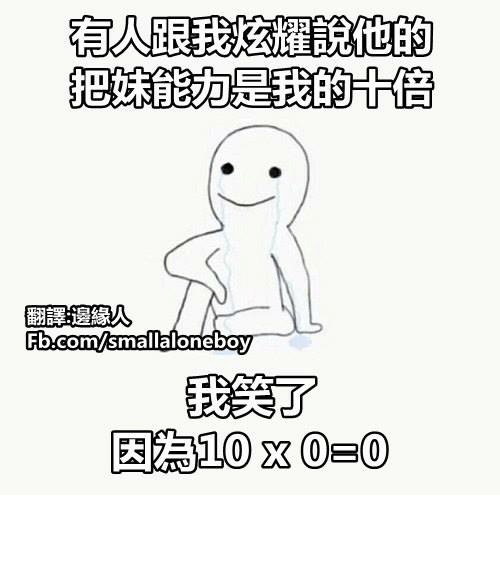 有人跟我炫耀說他的
把妹能力是我的十倍
翻譯:邊緣人
Fb.com/smallaloneboy
我笑了
因為10 x 0=0